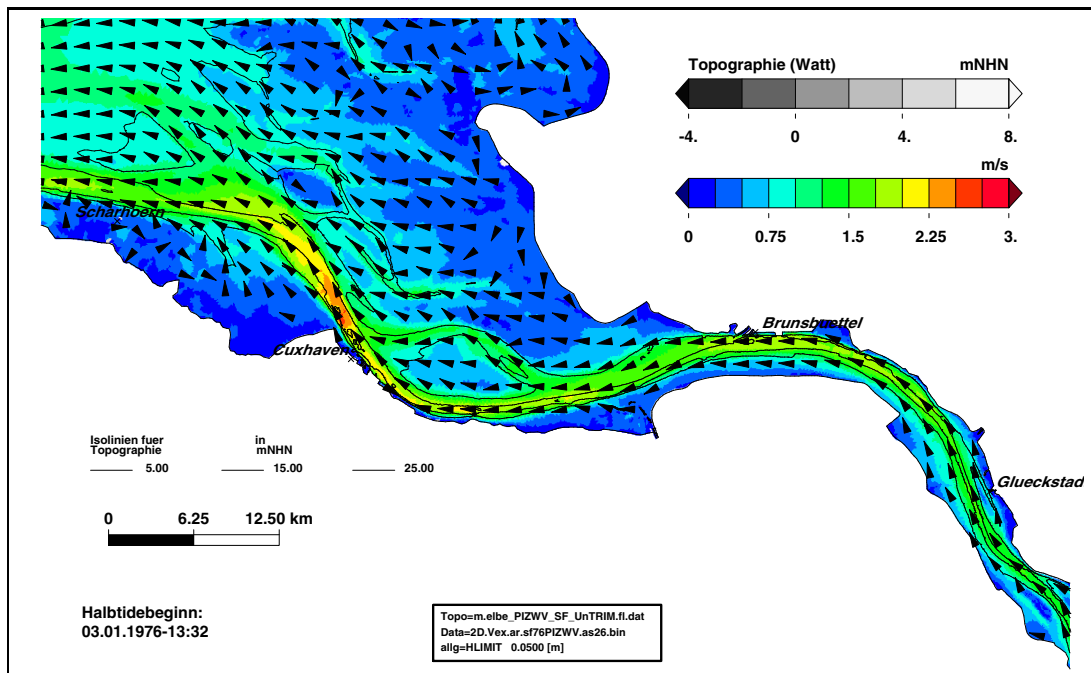 Topographie (Watt) mNHN
-4. 0 4. 8.
m/s
0 0.75 1.5 2.25 3.
Scharhoern
Brunsbuettel
Cuxhaven
Glueckstad
Isolinien fuer in
Topographie mNHN
5.00 15.00 25.00
0 6.25 12.50 km
Halbtidebeginn:
03.01.1976-13:32
Topo=m.elbe_PIZWV_SF_UnTRIM.fl.dat
Data=2D.Vex.ar.sf76PIZWV.as26.bin
allg=HLIMIT 0.0500 [m]